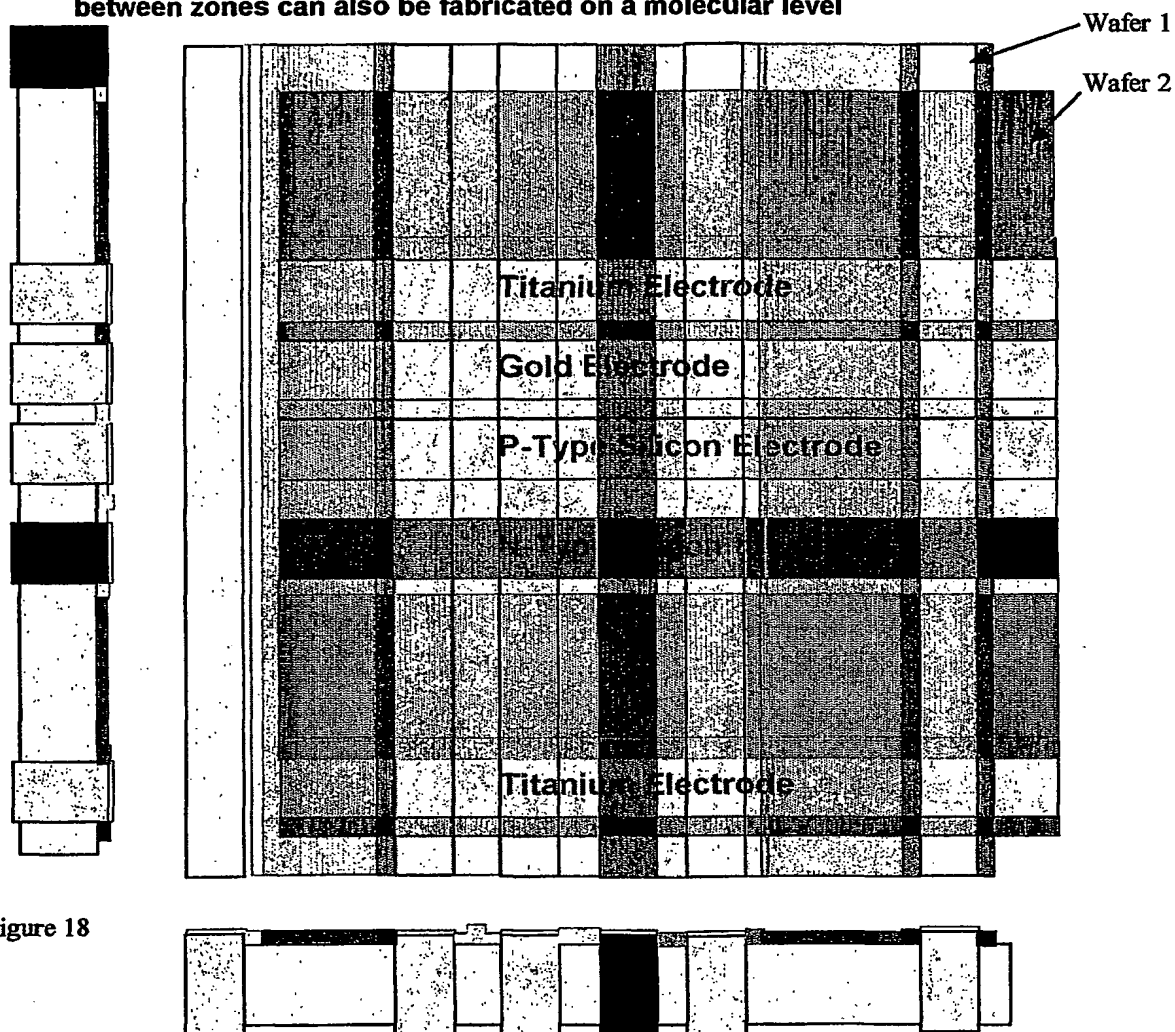 between zones can also be fabricated on a molecular level
Wafer 1
Wafer 2
Titanium Electrode
Gold Electrode
P-Type Silicon Electrode
Titanium Electrode
igure 18